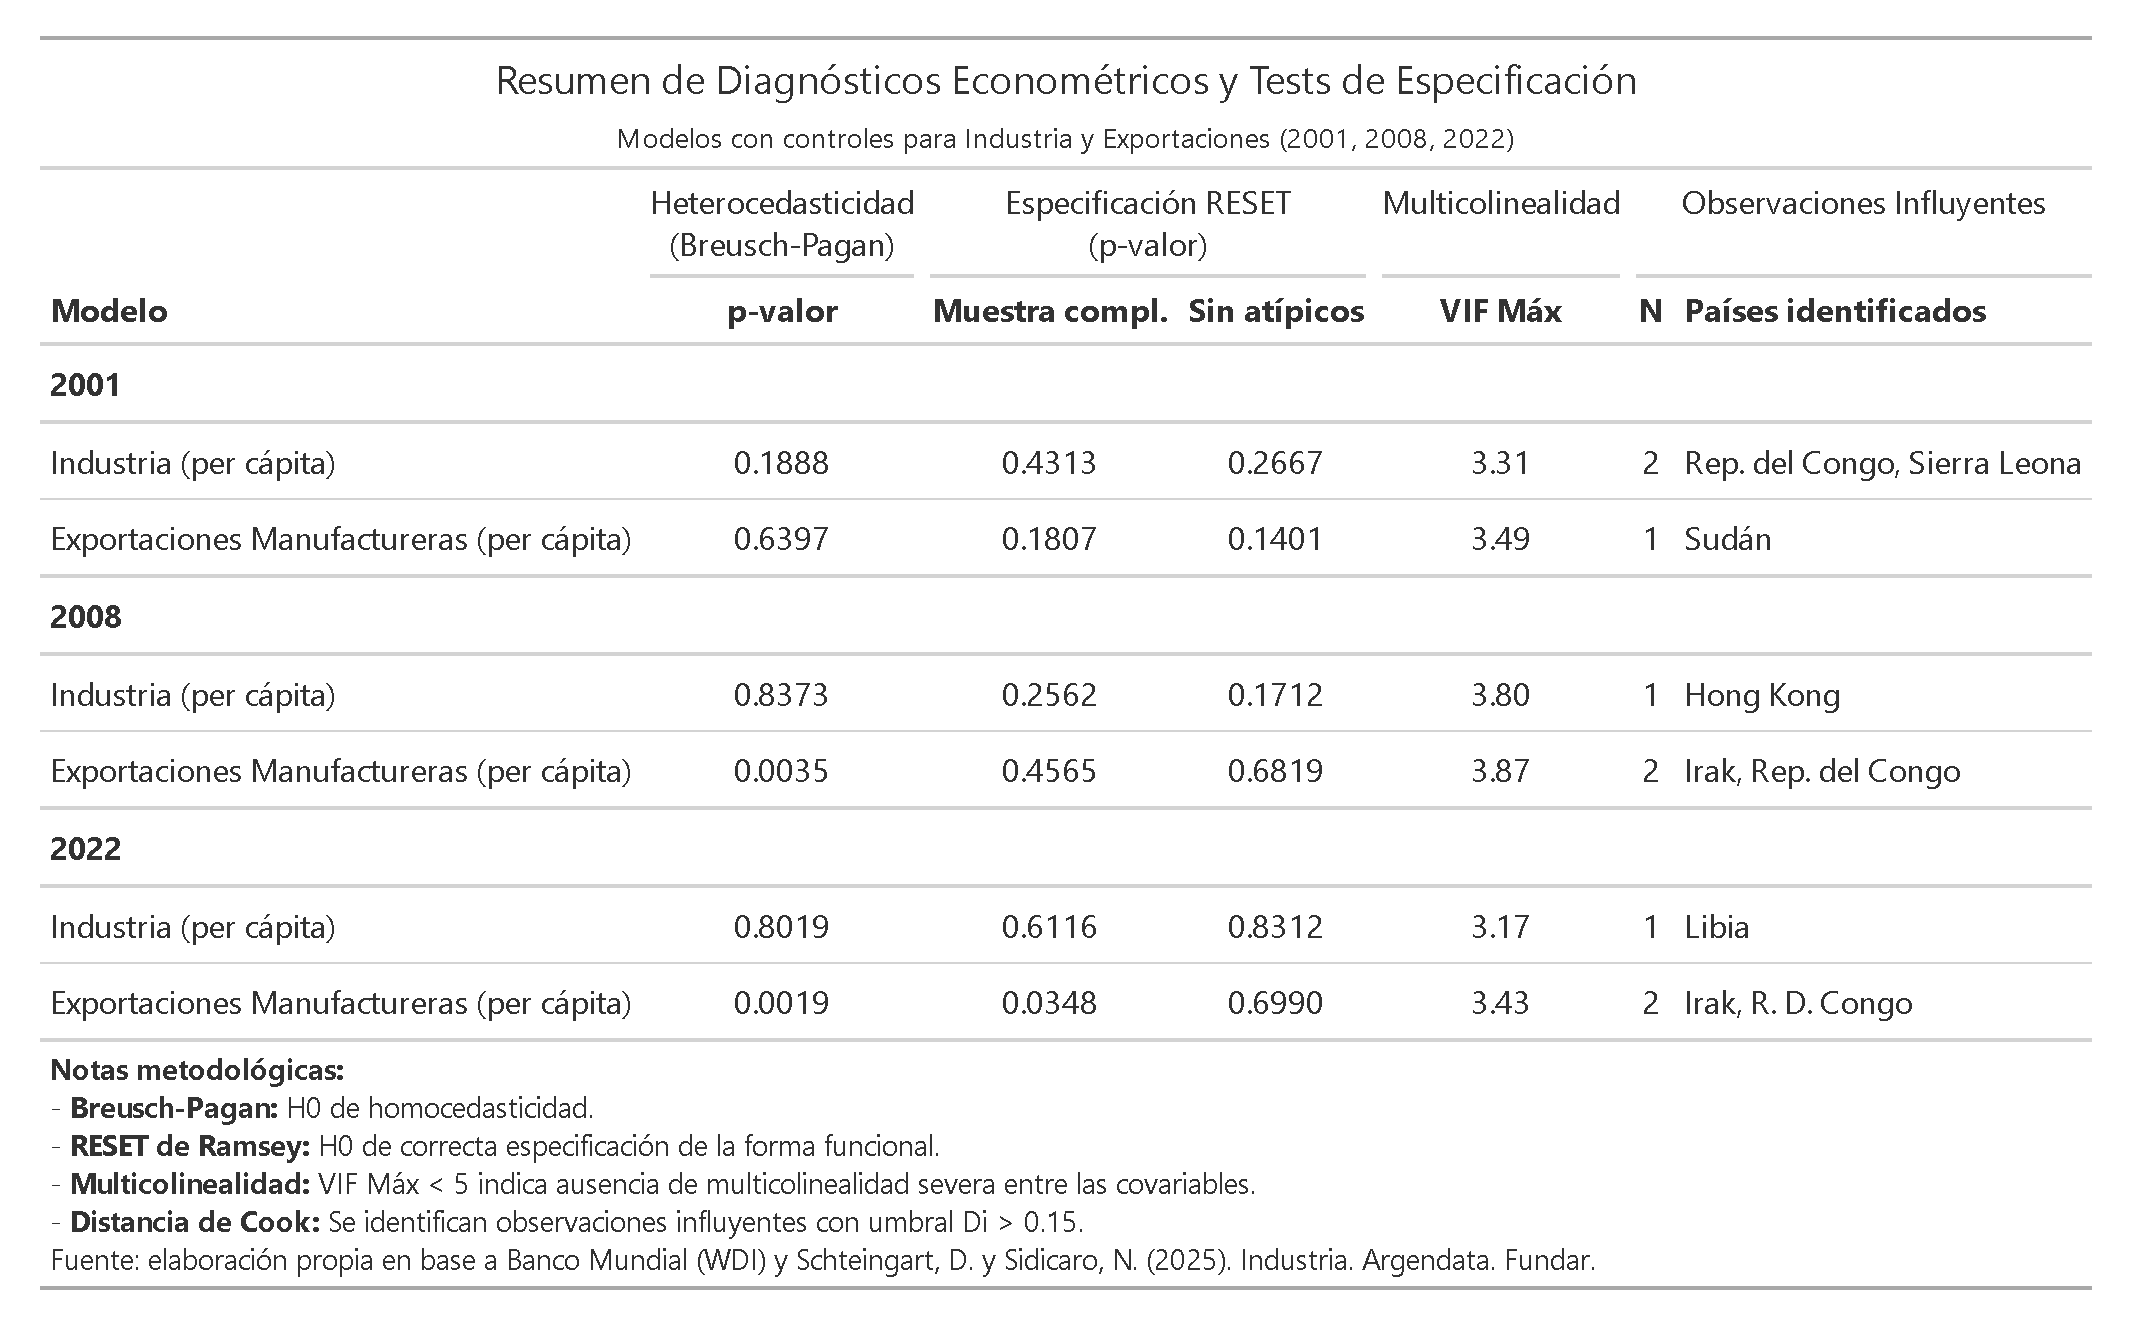 Resumen de Diagnósticos Econométricos y Tests de Especificación
Modelos con controles para Industria y Exportaciones (2001, 2008, 2022)
Heterocedasticidad Especificación RESET Multicolinealidad Observaciones Influyentes
(Breusch-Pagan) (p-valor)
Modelo p-valor Muestra compl. Sin atípicos VIF Máx N Países identificados
2001
Industria (per cápita) 0.1888 0.4313 0.2667 3.31 2 Rep. del Congo, Sierra Leona
Exportaciones Manufactureras (per cápita) 0.6397 0.1807 0.1401 3.49 1 Sudán
2008
Industria (per cápita) 0.8373 0.2562 0.1712 3.80 1 Hong Kong
Exportaciones Manufactureras (per cápita) 0.0035 0.4565 0.6819 3.87 2 Irak, Rep. del Congo
2022
Industria (per cápita) 0.8019 0.6116 0.8312 3.17 1 Libia
Exportaciones Manufactureras (per cápita) 0.0019 0.0348 0.6990 3.43 2 Irak, R. D. Congo
Notas metodológicas:
- Breusch-Pagan: H0 de homocedasticidad.
- RESET de Ramsey: H0 de correcta especificación de la forma funcional.
- Multicolinealidad: VIF Máx < 5 indica ausencia de multicolinealidad severa entre las covariables.
- Distancia de Cook: Se identifican observaciones influyentes con umbral Di > 0.15.
Fuente: elaboración propia en base a Banco Mundial (WDI) y Schteingart, D. y Sidicaro, N. (2025). Industria. Argendata. Fundar.